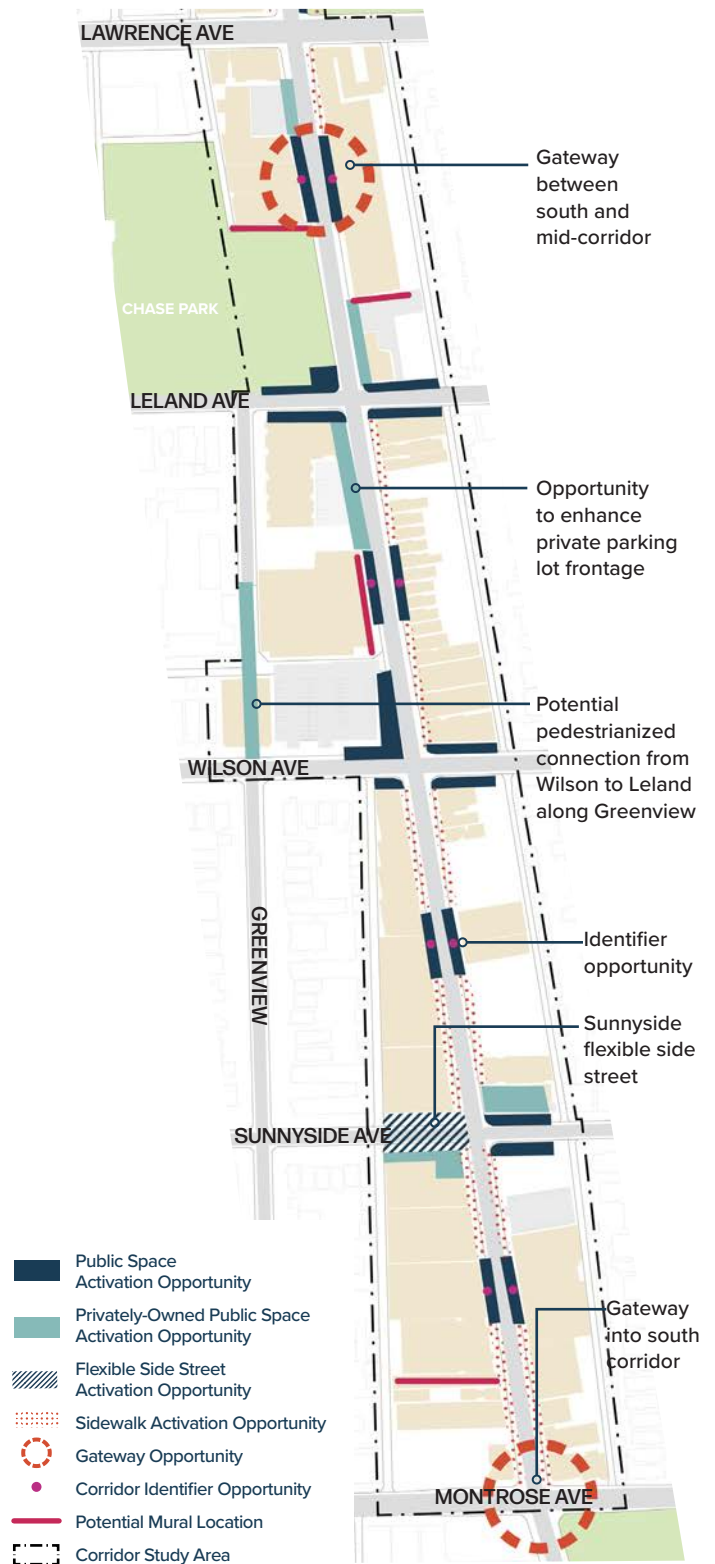 LAWRENCE AVE
Gateway
between
south and
mid-corridor
CHASE PARK
LELAND AVE
Opportunity
to enhance
private parking
lot frontage
Potential
pedestrianized
connection from
Wilson to Leland
along Greenview
WILSON AVE
GREENVIEW
Identifier
opportunity
Sunnyside
flexible side
street
SUNNYSIDE AVE
Gateway
into south
corridor
MONTROSE AVE
Public Space
Activation Opportunity
Privately-Owned Public Space
Activation Opportunity
Flexible Side Street
Activation Opportunity
Sidewalk Activation Opportunity
Gateway Opportunity
Corridor Identifier Opportunity
Potential Mural Location
Corridor Study Area